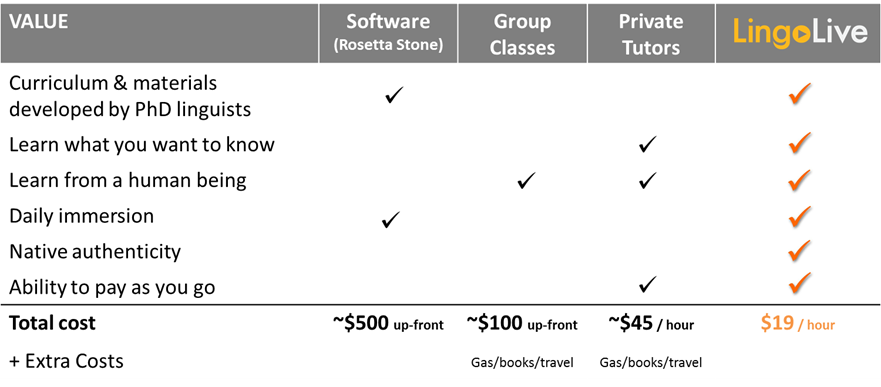 VALUE Software (Rosetta Stone) Group Classes Private Tutors LingoLive
Curriculum & materials
developed by PhD linguists ✓ ✓
Learn what you want to know ✓ ✓
Learn from a human being ✓ ✓ ✓
Daily immersion ✓ ✓
Native authenticity ✓
Ability to pay as you go ✓ ✓
Total cost ~$500 up-front ~$100 up-front ~$45 / hour $19 / hour
+ Extra Costs Gas/books/travel Gas/books/travel